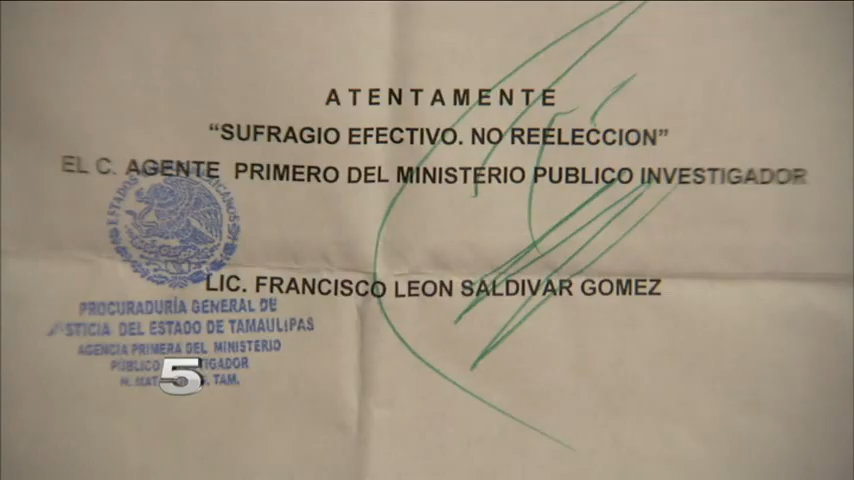 ATENTAMENTE
“SUFRAGIO EFECTIVO. NO REELECCION”
EL C. AGENTE PRIMERO DEL MINISTERIO PUBLICO INVESTIGADOR
LIC. FRANCISCO LEON SALDIVAR GOMEZ
PROCURADURÍA GENERAL DE
DEL ESTADO DE TAMAULIPAS
AGENCIA PRIMERA DEL MINISTERIO
PÚBLICO
H. TAM.
5